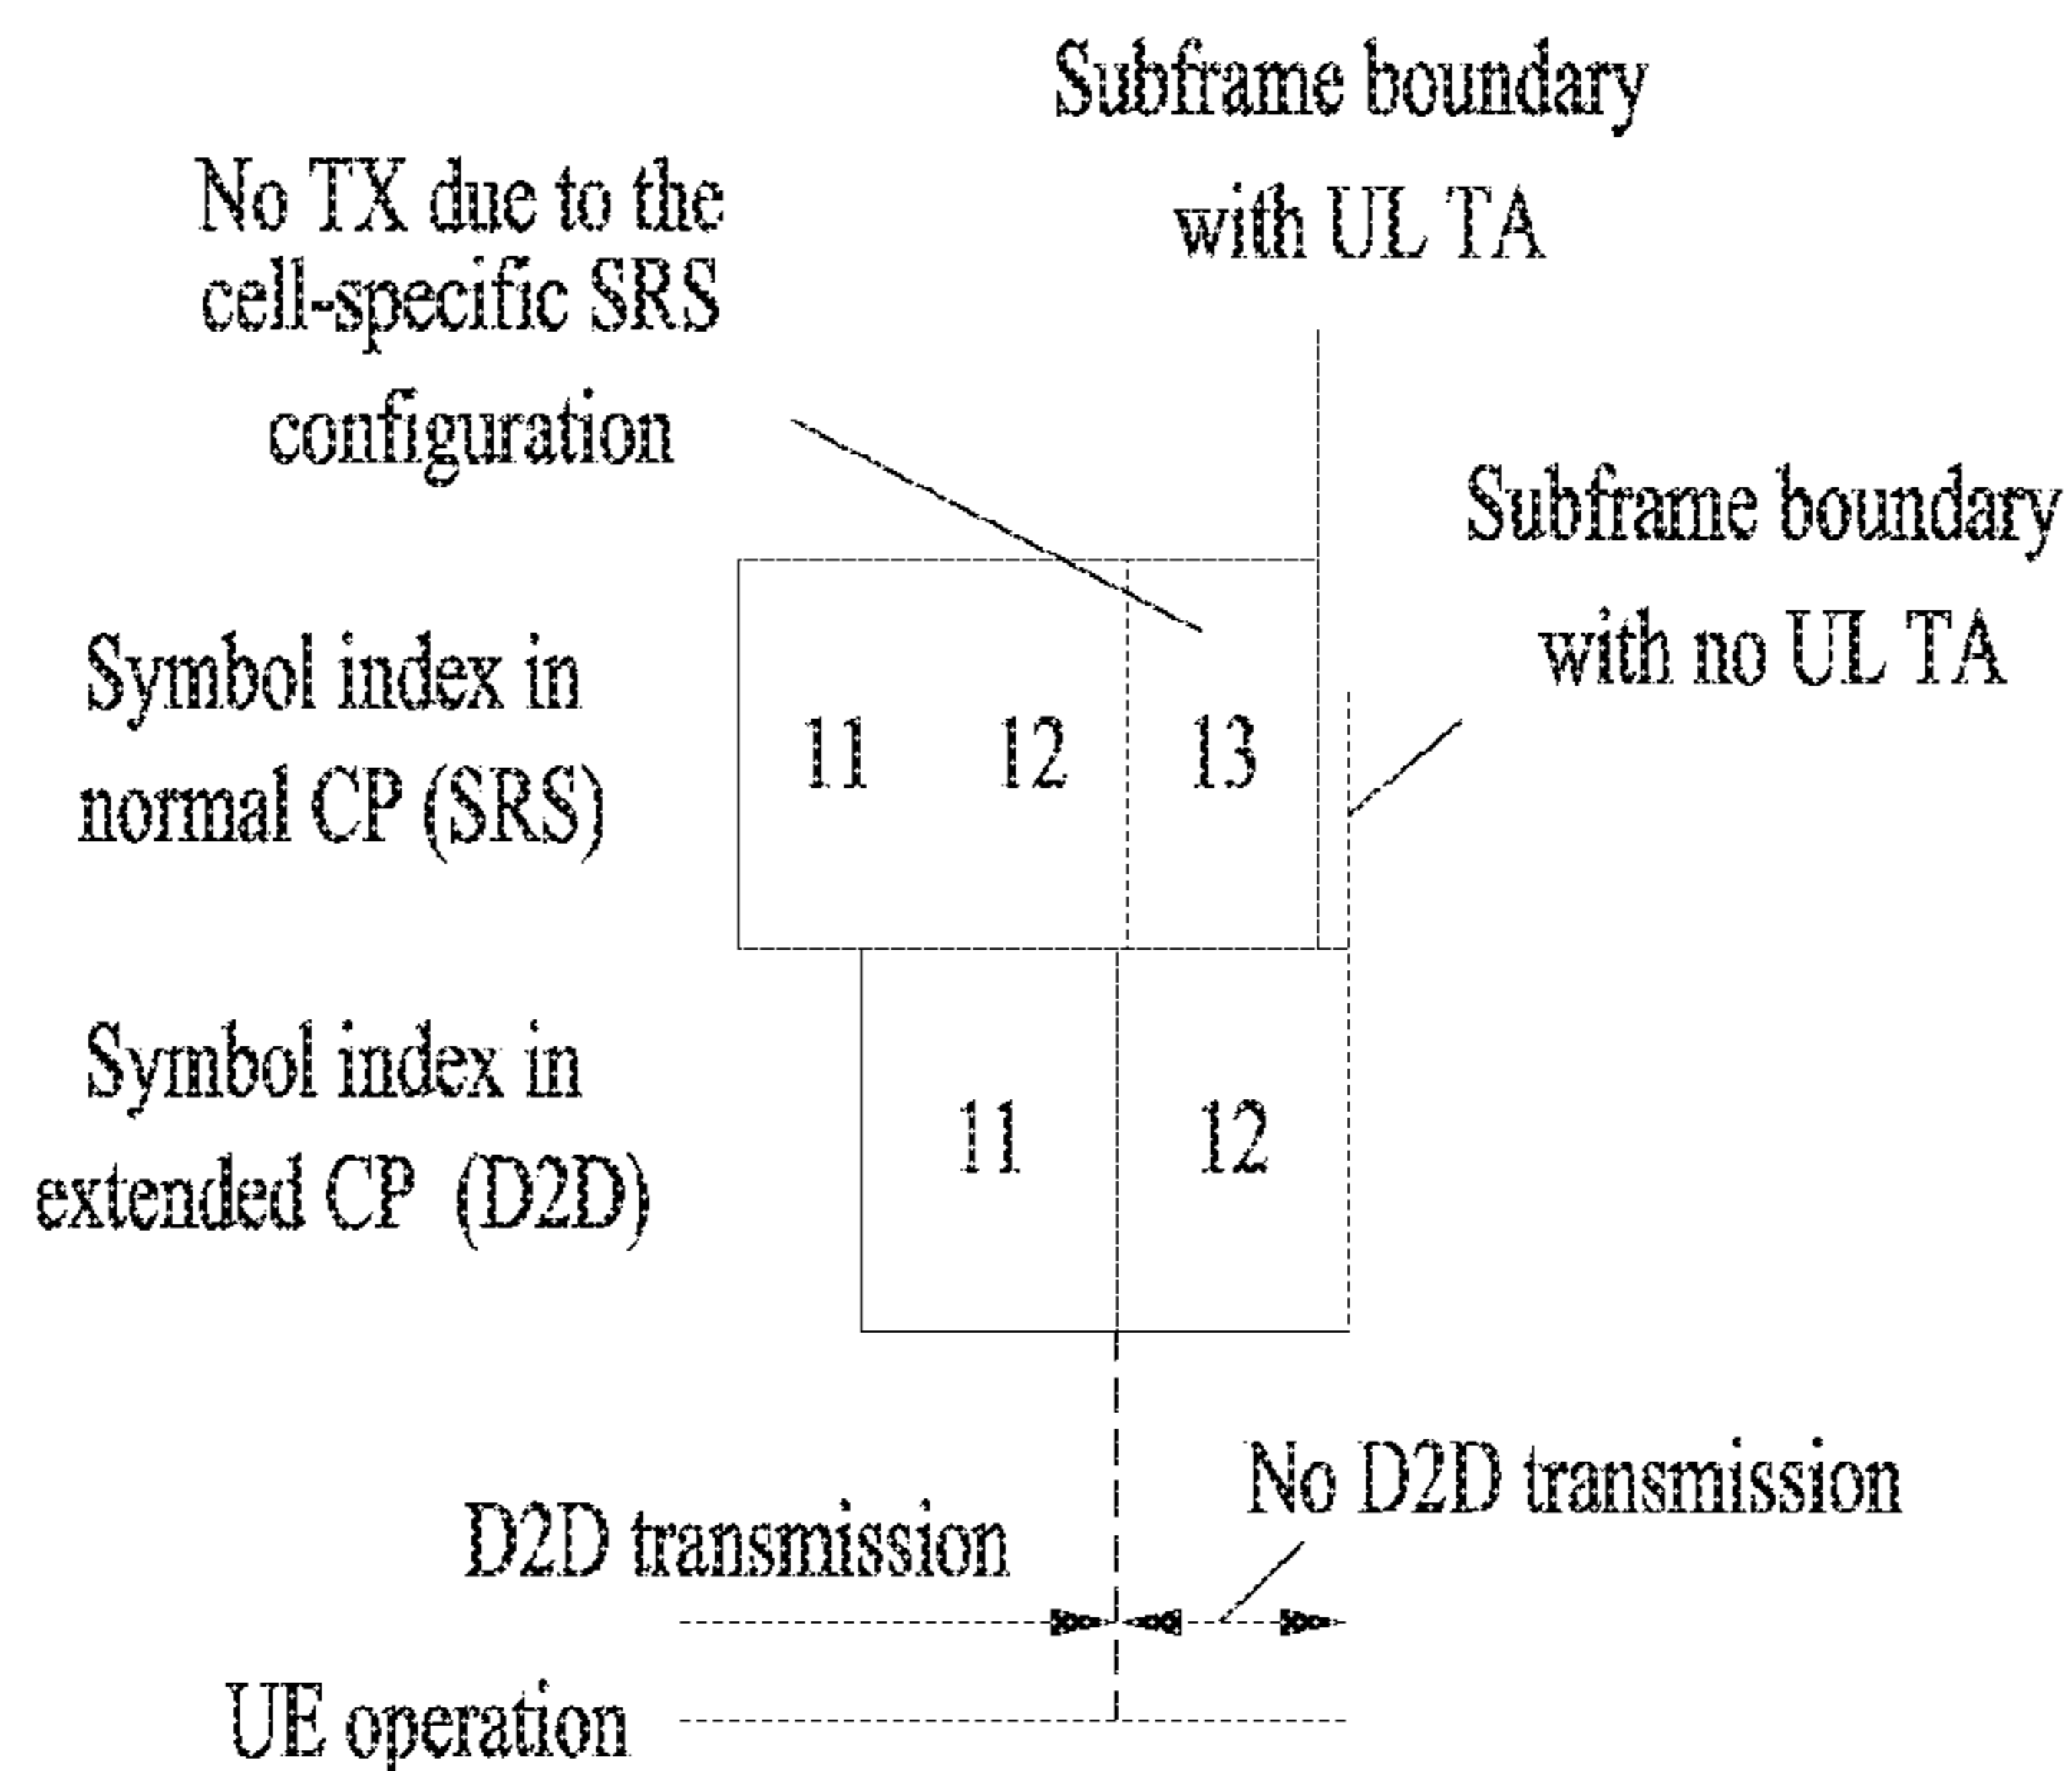 Subframe boundary
with UL TA
No TX due to the
cell-specific SRS
configuration
Subframe boundary
with no UL TA
Symbol index in
normal CP (SRS)
11 12 13
Symbol index in
extended CP (D2D)
11 12
No D2D transmission
D2D transmission
UE operation